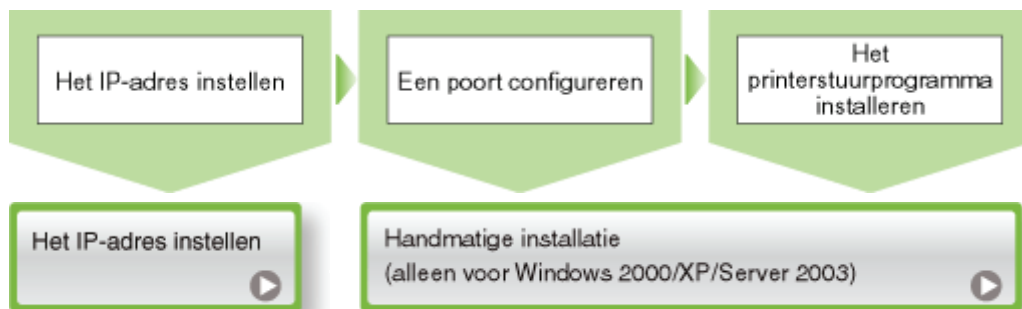 Het IP-adres instellen
Een poort configureren
Het
printerstuurprogramma
installeren
Het IP-adres instellen
Handmatige installatie
(alleen voor Windows 2000/XP/Server 2003)